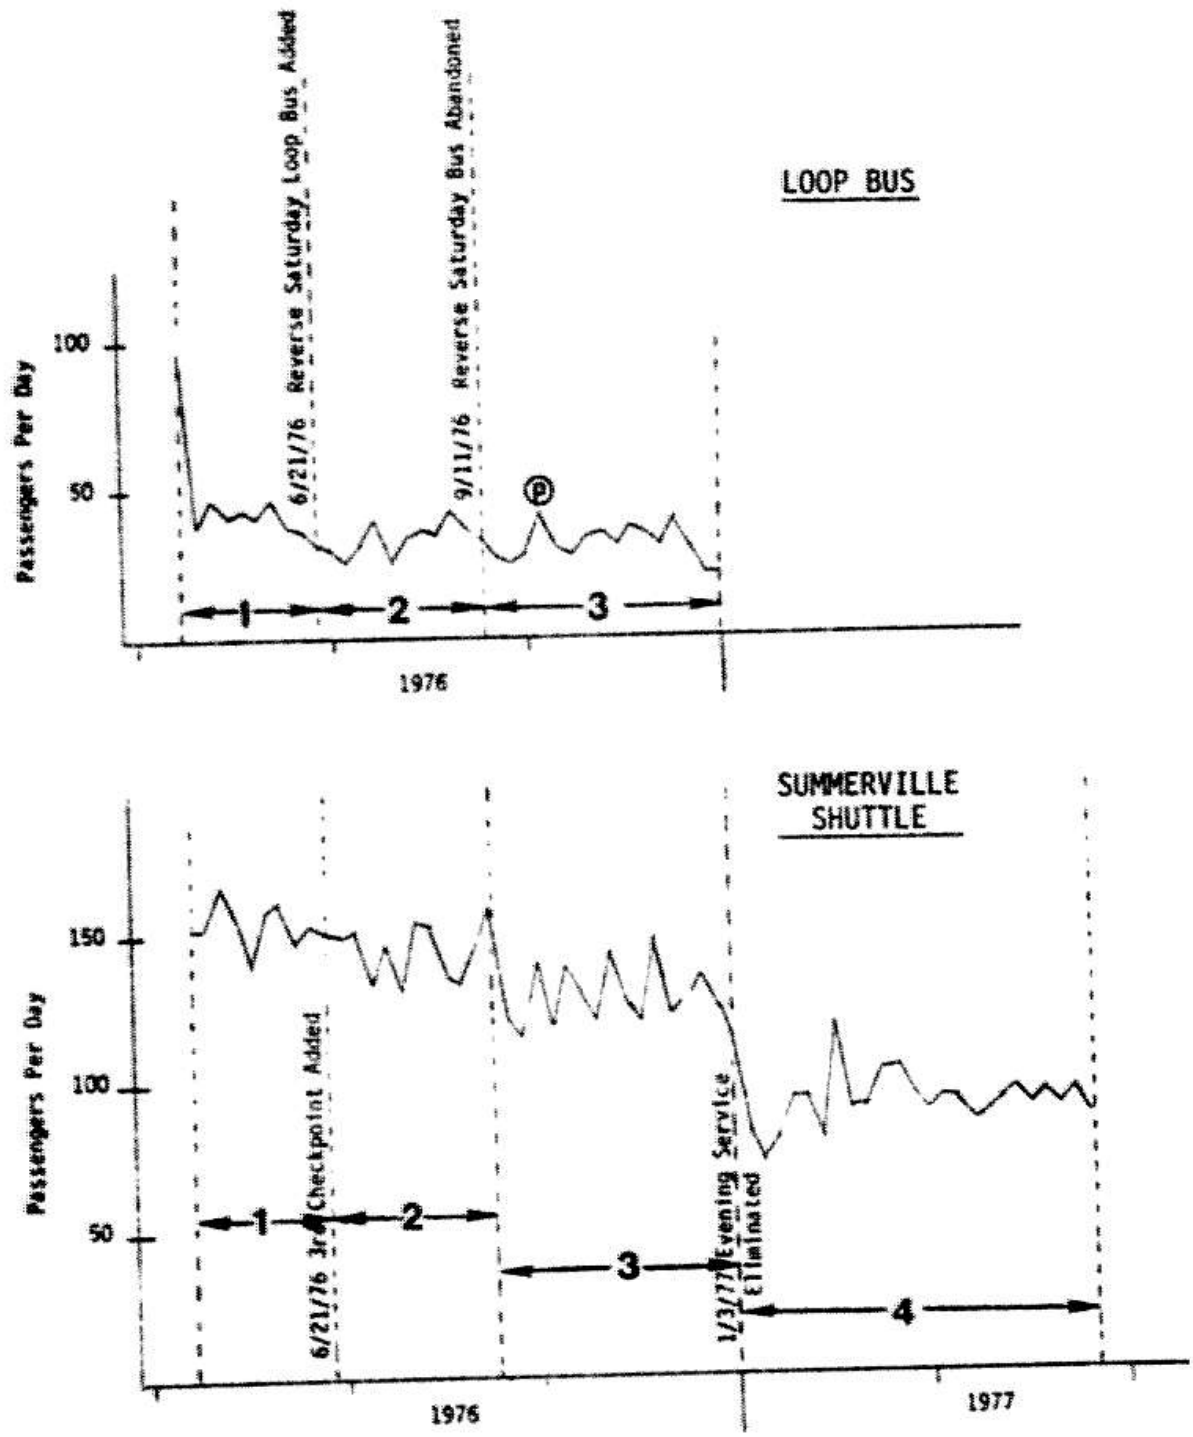 6/21/76 Reverse Saturday Loop Bus Added
9/11/76 Reverse Saturday Bus Abandoned
LOOP BUS
Passengers Per Day
100
50
P
1
2
3
1976
SUMMERVILLE
SHUTTLE
Passengers Per Day
150
100
50
6/21/76 3rd Checkpoint Added
1/3/77 Evening Service
Eliminated
1
2
3
4
1976
1977